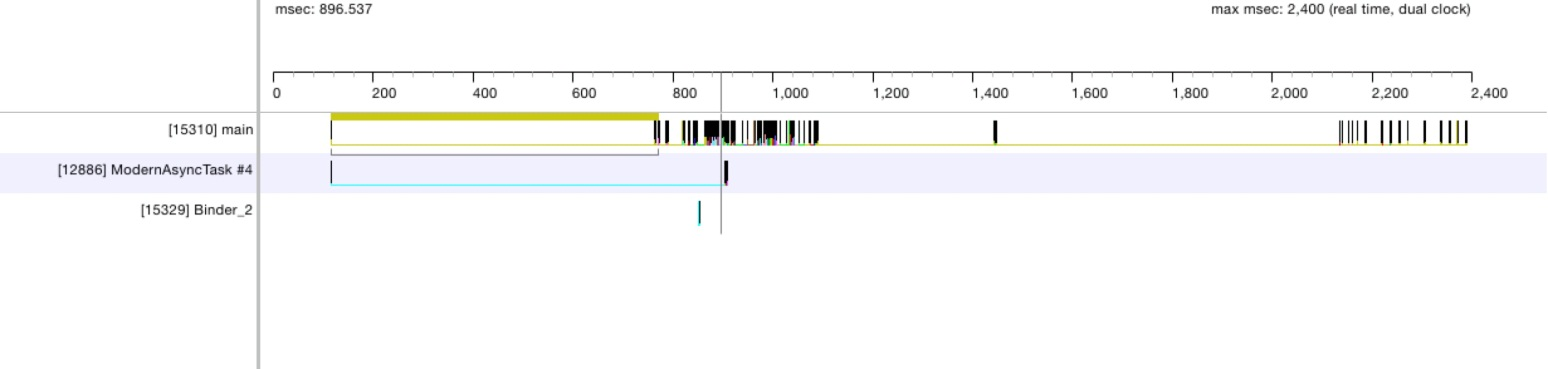 msec: 896.537 max msec: 2,400 (real time, dual clock)
0 200 400 600 800 1,000 1,200 1,400 1,600 1,800 2,000 2,200 2,400
[15310] main
[12886] ModernAsyncTask #4
[15329] Binder_2